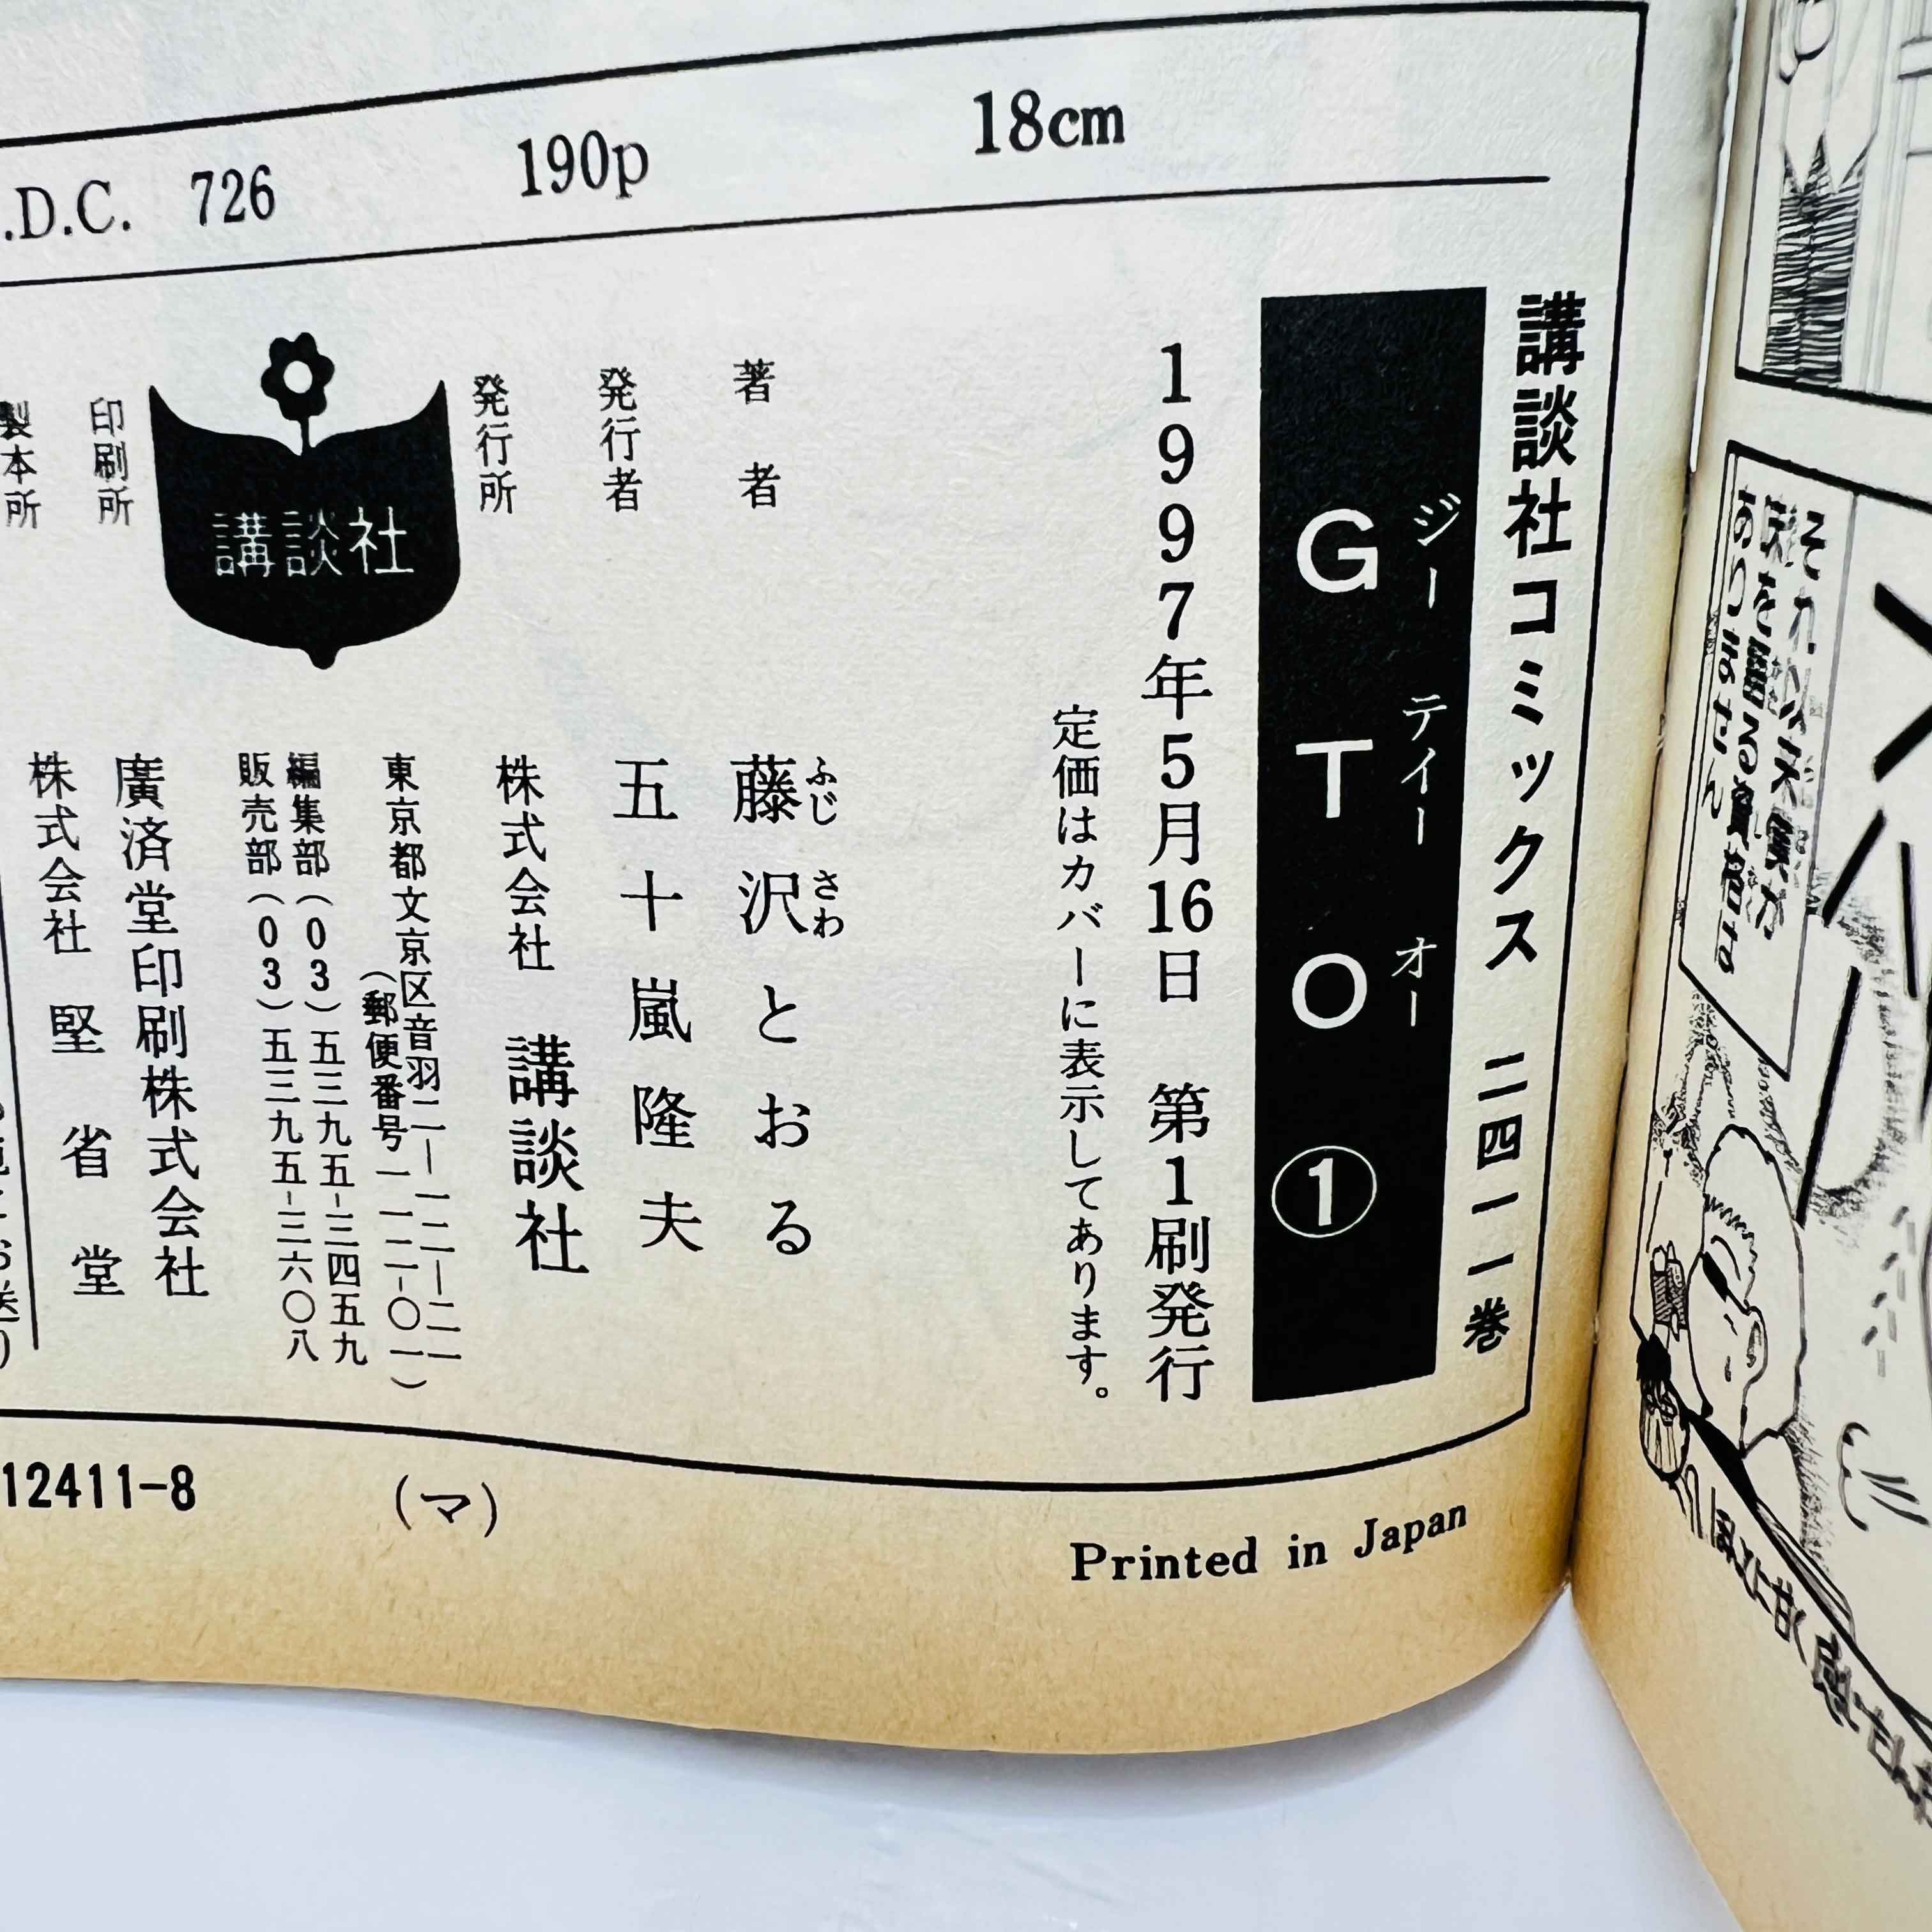 .D.C. 726 190p 18cm
講談社コミックス 二四一一巻
GTO①
ジー ティー オー
1997年5月16日 第1刷発行
定価はカバーに表示してあります。
著者 藤沢とおる
ふじ さわ
発行者 五十嵐隆夫
発行所 株式会社 講談社
東京都文京区音羽二―一二―二一
(郵便番号一一二-〇一)
編集部(03)五三九五-三四五九
販売部(03)五三九五-三六〇八
講談社
印刷所 廣済堂印刷株式会社
製本所 株式会社 堅省堂
12411-8 (マ)
Printed in Japan